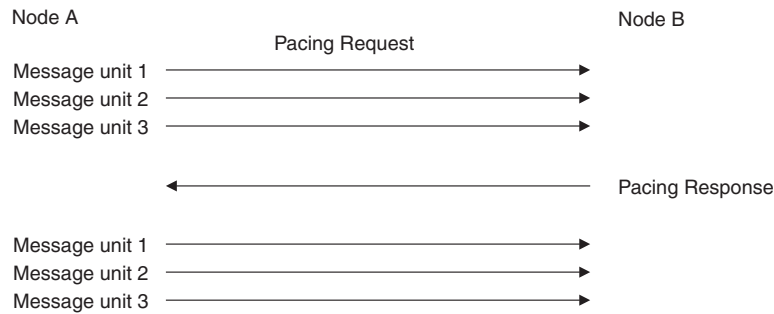 Node A
Node B
Pacing Request
Message unit 1
Message unit 2
Message unit 3
Pacing Response
Message unit 1
Message unit 2
Message unit 3